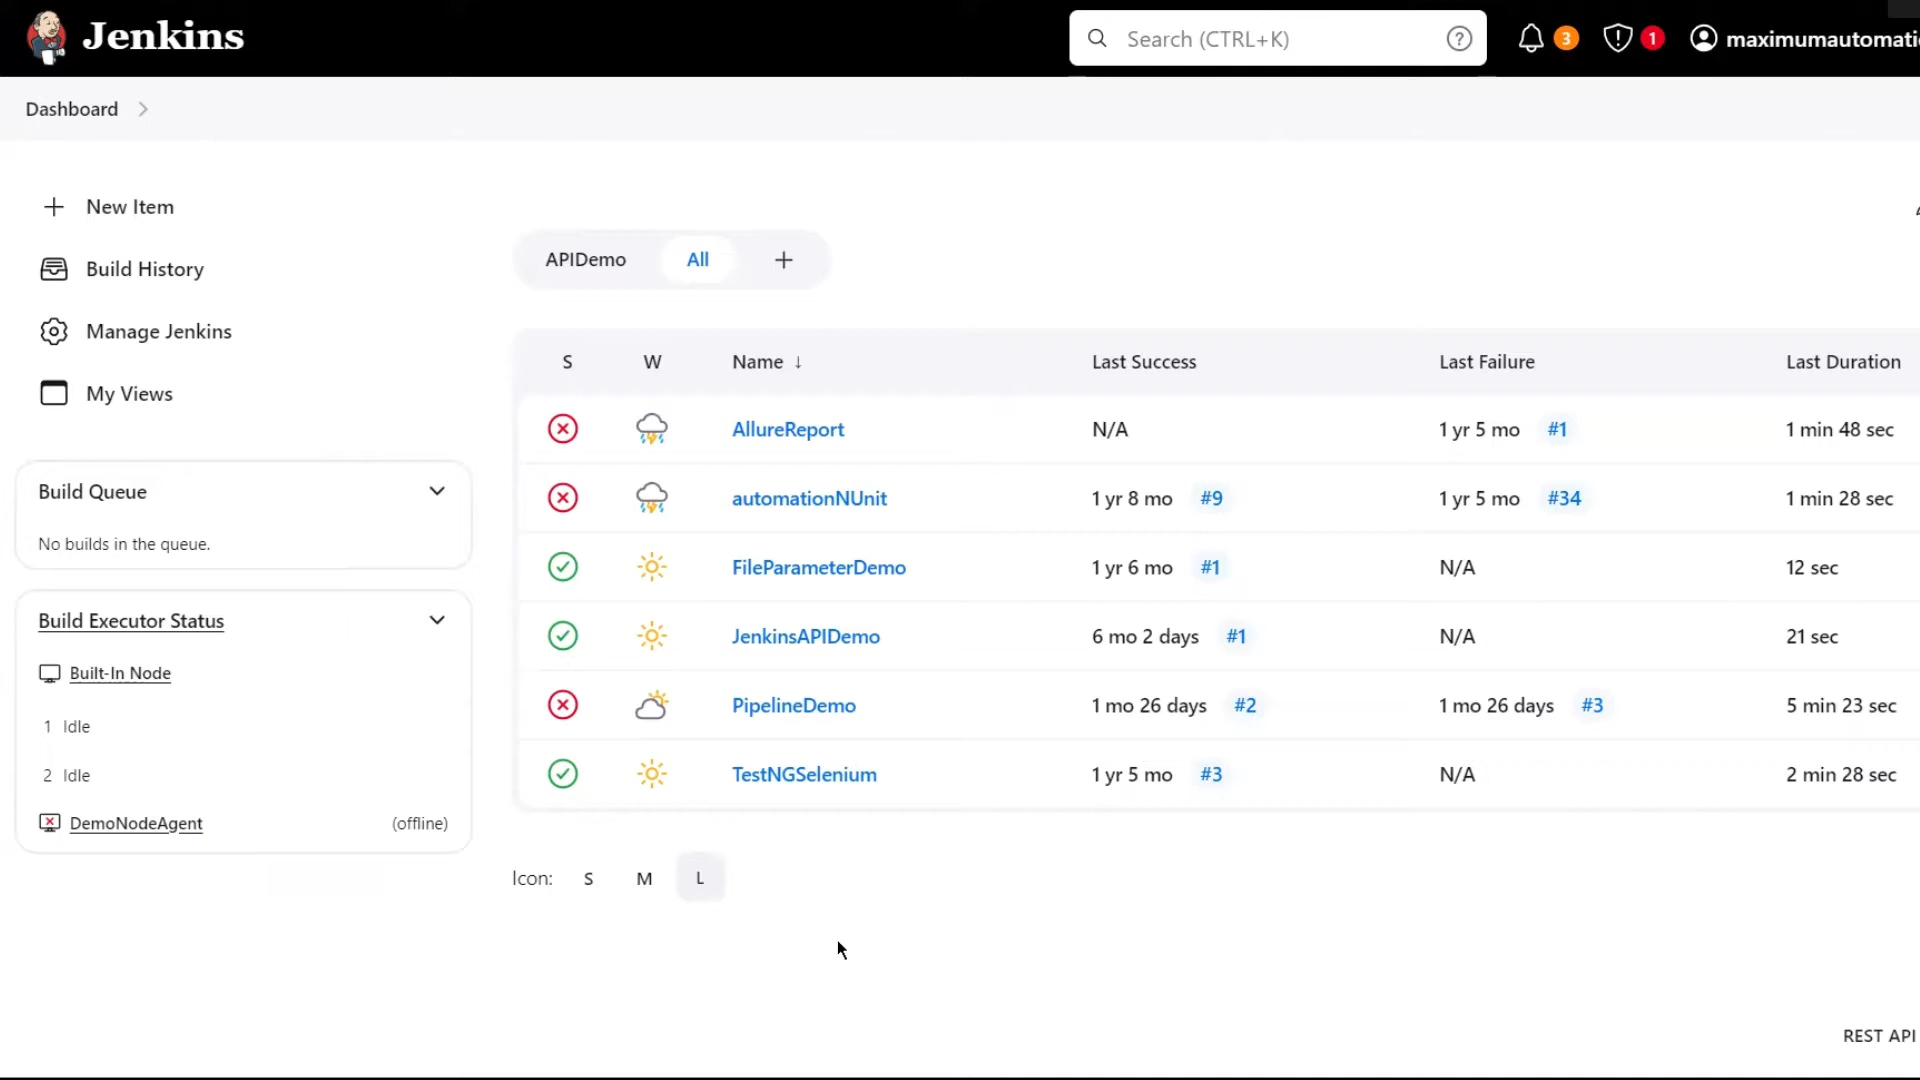 Jenkins
Search (CTRL+K)
3
1
maximumautomati
Dashboard
New Item
Build History
Manage Jenkins
My Views
Build Queue
No builds in the queue.
Build Executor Status
Built-In Node
1 Idle
2 Idle
DemoNodeAgent (offline)
APIDemo All +
S W Name ↓ Last Success Last Failure Last Duration
AllureReport N/A 1 yr 5 mo #1 1 min 48 sec
automationNUnit 1 yr 8 mo #9 1 yr 5 mo #34 1 min 28 sec
FileParameterDemo 1 yr 6 mo #1 N/A 12 sec
JenkinsAPIDemo 6 mo 2 days #1 N/A 21 sec
PipelineDemo 1 mo 26 days #2 1 mo 26 days #3 5 min 23 sec
TestNGSelenium 1 yr 5 mo #3 N/A 2 min 28 sec
Icon: S M L
REST API